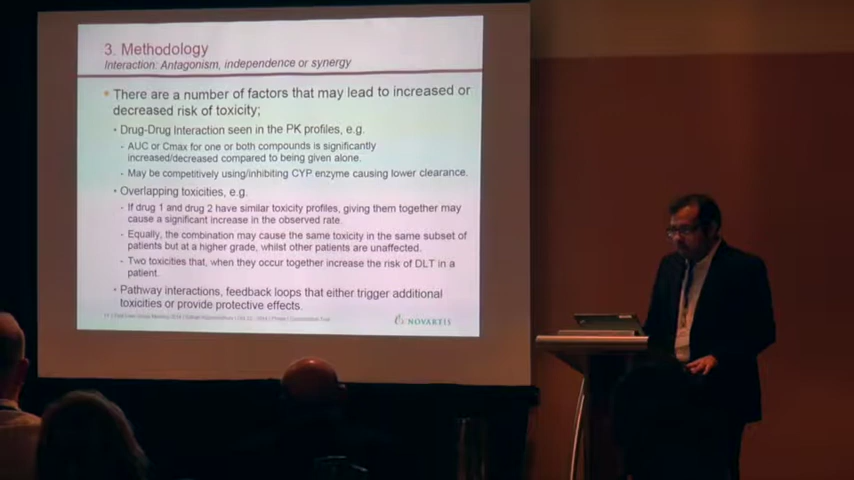 3. Methodology
Interaction: Antagonism, independence or synergy
• There are a number of factors that may lead to increased or
decreased risk of toxicity;
• Drug-Drug Interaction seen in the PK profiles, e.g.
- AUC or Cmax for one or both compounds is significantly
increased/decreased compared to being given alone.
- May be competitively using/inhibiting CYP enzyme causing lower clearance.
• Overlapping toxicities, e.g.
- If drug 1 and drug 2 have similar toxicity profiles, giving them together may
cause a significant increase in the observed rate.
- Equally, the combination may cause the same toxicity in the same subset of
patients but at a higher grade, whilst other patients are unaffected.
- Two toxicities that, when they occur together increase the risk of DLT in a
patient.
• Pathway interactions, feedback loops that either trigger additional
toxicities or provide protective effects.
NOVARTIS